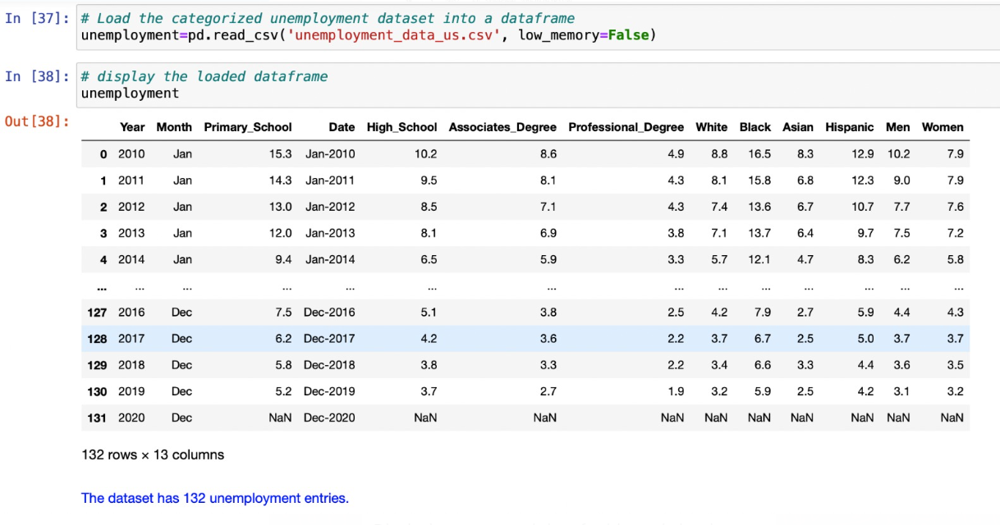 In [37]: # Load the categorized unemployment dataset into a dataframe
unemployment=pd.read_csv('unemployment_data_us.csv', low_memory=False)
In [38]: # display the loaded dataframe
unemployment
Out[38]:
Year Month Primary_School Date High_School Associates_Degree Professional_Degree White Black Asian Hispanic Men Women
0 2010 Jan 15.3 Jan-2010 10.2 8.6 4.9 8.8 16.5 8.3 12.9 10.2 7.9
1 2011 Jan 14.3 Jan-2011 9.5 8.1 4.3 8.1 15.8 6.8 12.3 9.0 7.9
2 2012 Jan 13.0 Jan-2012 8.5 7.1 4.3 7.4 13.6 6.7 10.7 7.7 7.6
3 2013 Jan 12.0 Jan-2013 8.1 6.9 3.8 7.1 13.7 6.4 9.7 7.5 7.2
4 2014 Jan 9.4 Jan-2014 6.5 5.9 3.3 5.7 12.1 4.7 8.3 6.2 5.8
... ... ... ... ... ... ... ... ... ... ... ... ... ...
127 2016 Dec 7.5 Dec-2016 5.1 3.8 2.5 4.2 7.9 2.7 5.9 4.4 4.3
128 2017 Dec 6.2 Dec-2017 4.2 3.6 2.2 3.7 6.7 2.5 5.0 3.7 3.7
129 2018 Dec 5.8 Dec-2018 3.8 3.3 2.2 3.4 6.6 3.3 4.4 3.6 3.5
130 2019 Dec 5.2 Dec-2019 3.7 2.7 1.9 3.2 5.9 2.5 4.2 3.1 3.2
131 2020 Dec NaN Dec-2020 NaN NaN NaN NaN NaN NaN NaN NaN NaN
132 rows × 13 columns
The dataset has 132 unemployment entries.